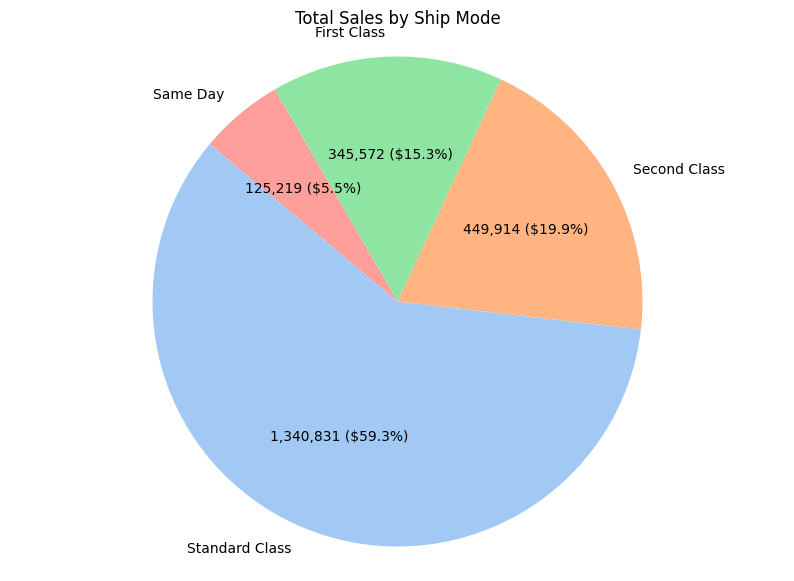 Total Sales by Ship Mode
First Class
Same Day
345,572 ($15.3%)
Second Class
125,219 ($5.5%)
449,914 ($19.9%)
1,340,831 ($59.3%)
Standard Class